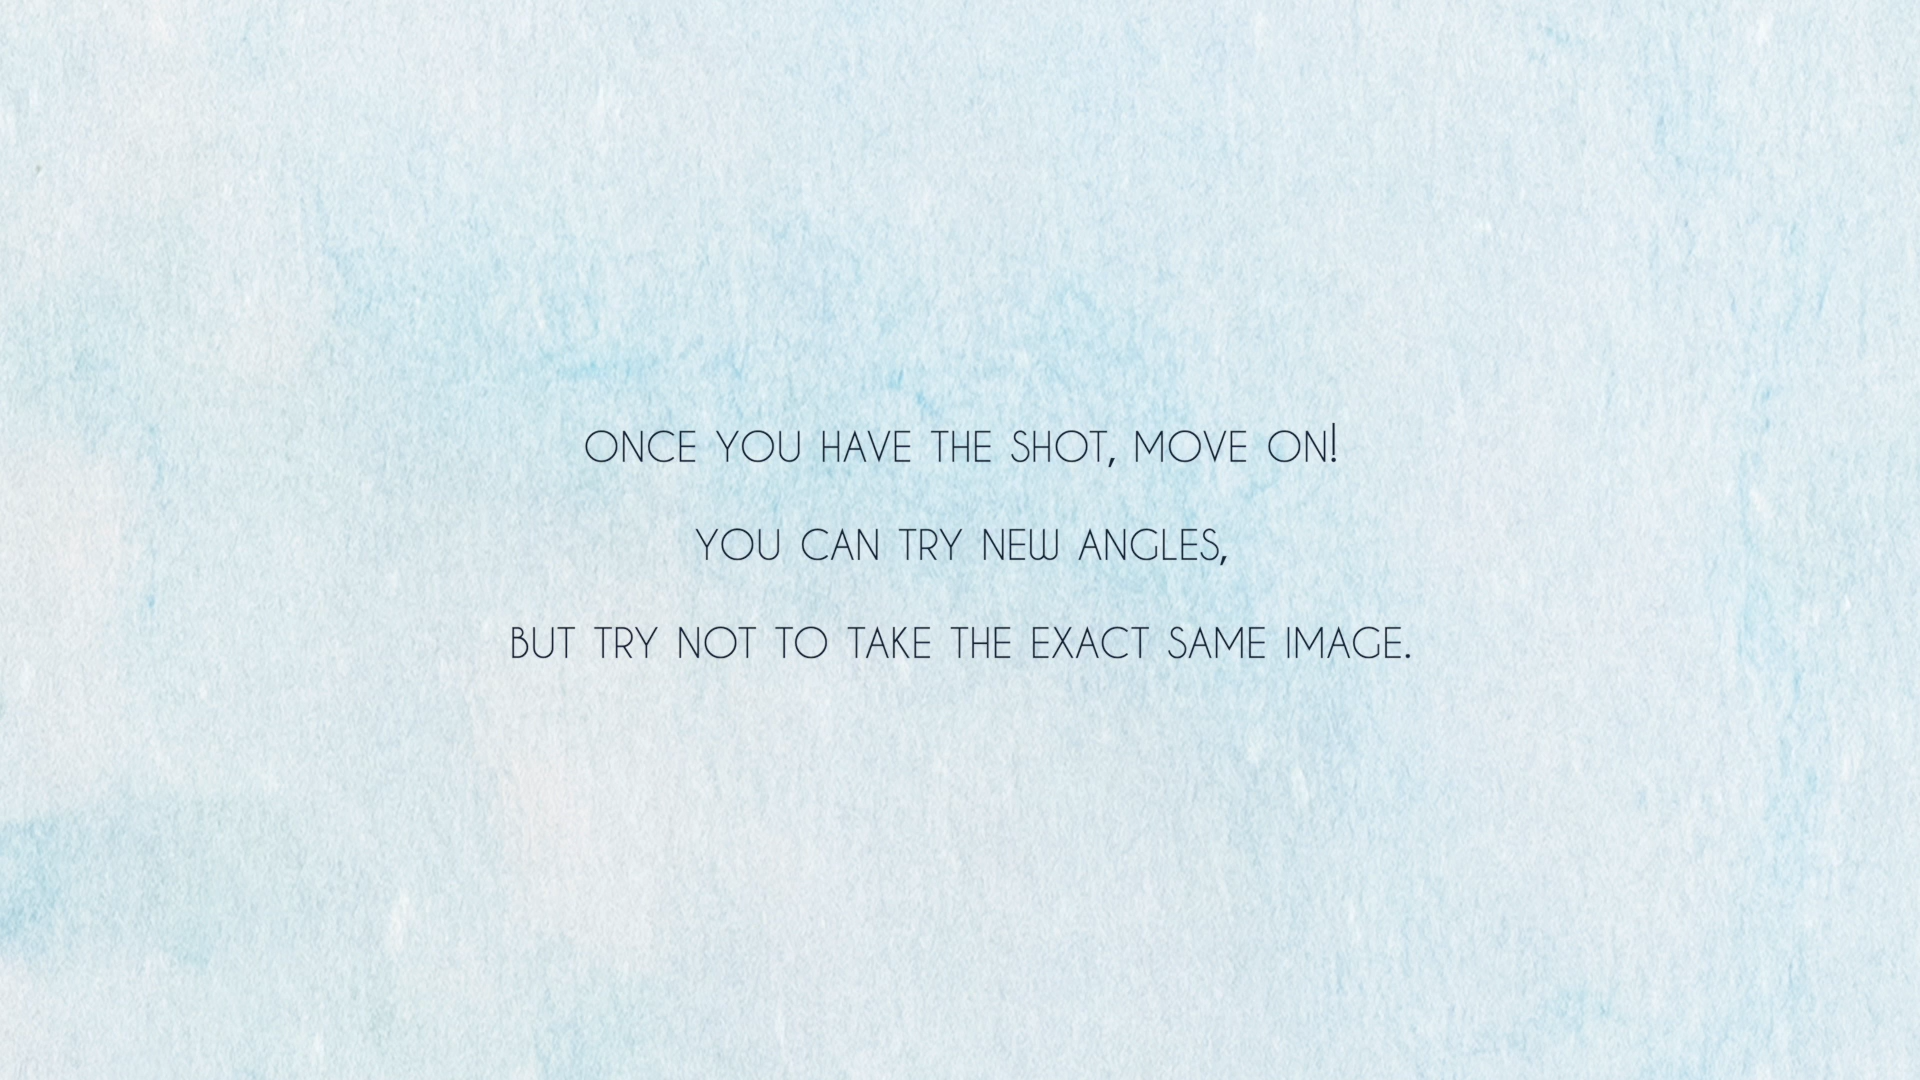 ONCE YOU HAVE THE SHOT, MOVE ON!
YOU CAN TRY NEW ANGLES,
BUT TRY NOT TO TAKE THE EXACT SAME IMAGE.